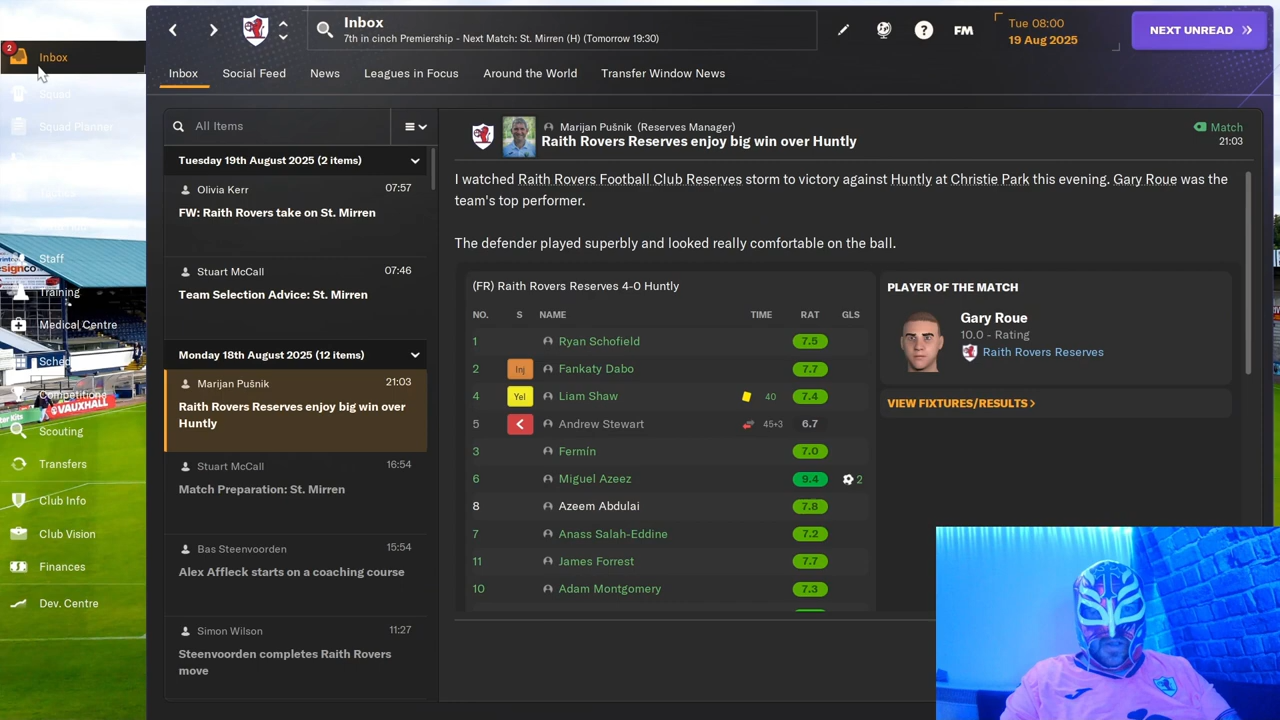 Inbox
7th in cinch Premiership - Next Match: St. Mirren (H) (Tomorrow 19:30)
?
FM
Tue 08:00
19 Aug 2025
NEXT UNREAD
2
Inbox
Squad
Squad Planner
Staff
Training
Medical Centre
Sched
Competitions
Scouting
Transfers
Club Info
Club Vision
Finances
Dev. Centre
VAUXHALL
Inbox
Social Feed
News
Leagues in Focus
Around the World
Transfer Window News
All Items
Tuesday 19th August 2025 (2 items)
Olivia Kerr 07:57
FW: Raith Rovers take on St. Mirren
Stuart McCall 07:46
Team Selection Advice: St. Mirren
Monday 18th August 2025 (12 items)
Marijan Pušnik 21:03
Raith Rovers Reserves enjoy big win over
Huntly
Stuart McCall 16:54
Match Preparation: St. Mirren
Bas Steenvoorden 15:54
Alex Affleck starts on a coaching course
Simon Wilson 11:27
Steenvoorden completes Raith Rovers
move
Marijan Pušnik (Reserves Manager)
Raith Rovers Reserves enjoy big win over Huntly
Match
21:03
I watched Raith Rovers Football Club Reserves storm to victory against Huntly at Christie Park this evening. Gary Roue was the
team's top performer.
The defender played superbly and looked really comfortable on the ball.
(FR) Raith Rovers Reserves 4-0 Huntly
NO. S NAME TIME RAT GLS
1 Ryan Schofield 7.5
2 Inj Fankaty Dabo 7.7
4 Yel Liam Shaw 40 7.4
5 Andrew Stewart 45+3 6.7
3 Fermín 7.0
6 Miguel Azeez 9.4 2
8 Azeem Abdulai 7.8
7 Anass Salah-Eddine 7.2
11 James Forrest 7.7
10 Adam Montgomery 7.3
PLAYER OF THE MATCH
Gary Roue
10.0 - Rating
Raith Rovers Reserves
VIEW FIXTURES/RESULTS >